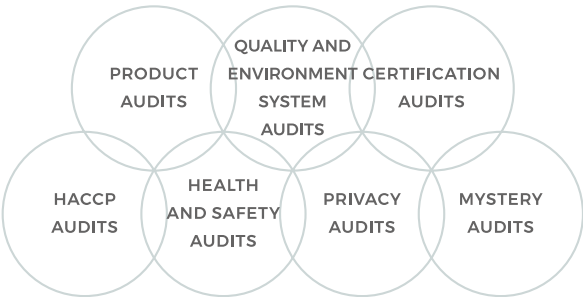 PRODUCT
AUDITS
QUALITY AND
ENVIRONMENT
SYSTEM
AUDITS
CERTIFICATION
AUDITS
HACCP
AUDITS
HEALTH
AND SAFETY
AUDITS
PRIVACY
AUDITS
MYSTERY
AUDITS